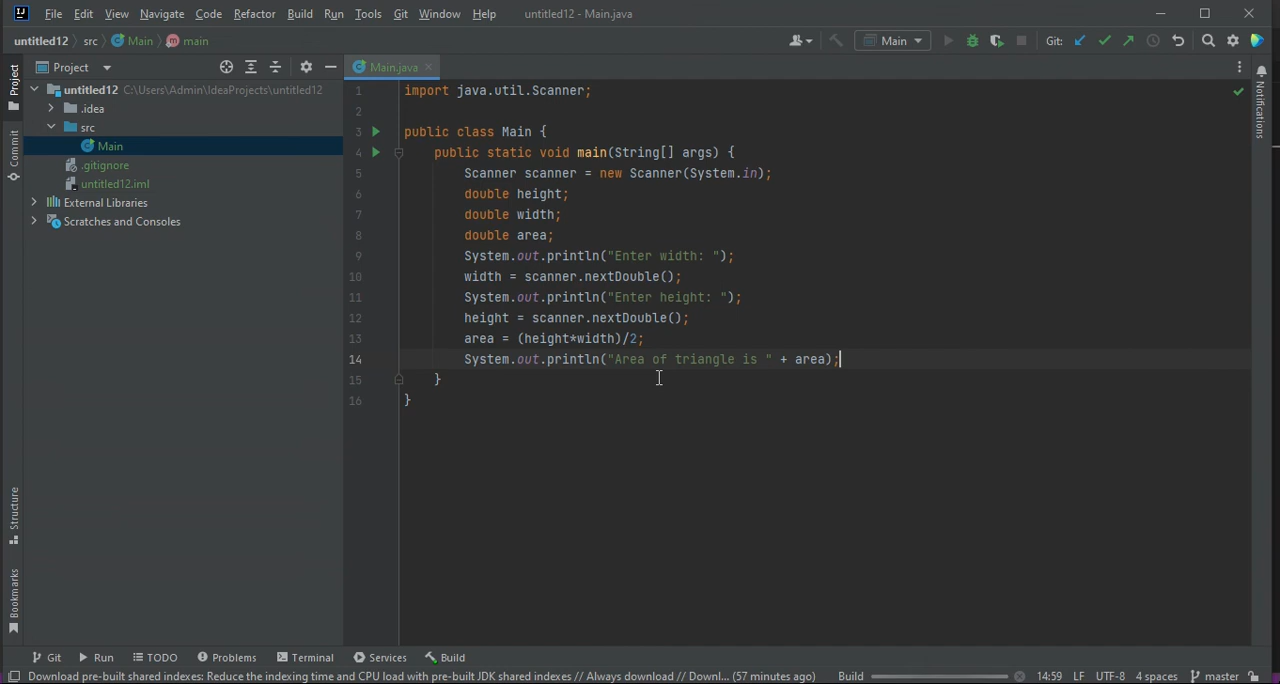 File Edit View Navigate Code Refactor Build Run Tools Git Window Help untitled12 - Main.java
untitled12 src Main main Main Git:
Project Main.java
untitled12 C:\Users\Admin\IdeaProjects\untitled12
.idea
src
Main
.gitignore
untitled12.iml
External Libraries
Scratches and Consoles
1 import java.util.Scanner;
2
3 public class Main {
4 public static void main(String[] args) {
5 Scanner scanner = new Scanner(System.in);
6 double height;
7 double width;
8 double area;
9 System.out.println("Enter width: ");
10 width = scanner.nextDouble();
11 System.out.println("Enter height: ");
12 height = scanner.nextDouble();
13 area = (height*width)/2;
14 System.out.println("Area of triangle is " + area);
15 }
16 }
Project
Commit
Structure
Bookmarks
Notifications
Git Run TODO Problems Terminal Services Build
Download pre-built shared indexes: Reduce the indexing time and CPU load with pre-built JDK shared indexes // Always download // Downl... (57 minutes ago) Build 14:59 LF UTF-8 4 spaces master